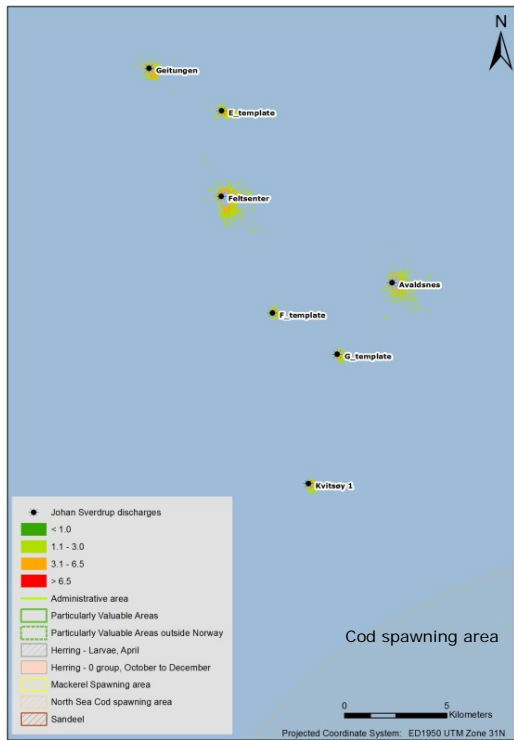 N
Geitungen
E_template
Feltsenter
Avaldsnes
F_template
G_template
Kvitsøy 1
Johan Sverdrup discharges
< 1.0
1.1 - 3.0
3.1 - 6.5
> 6.5
Administrative area
Particularly Valuable Areas
Particularly Valuable Areas outside Norway
Herring - Larvae, April
Herring - 0 group, October to December
Mackerel Spawning area
North Sea Cod spawning area
Sandeel
Cod spawning area
0 5
Kilometers
Projected Coordinate System: ED1950 UTM Zone 31N